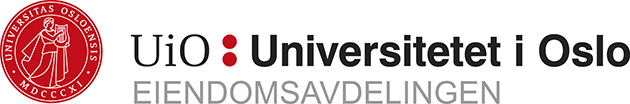 UNIVERSITAS OSLOENSIS
MDCCCXI
UiO : Universitetet i Oslo
EIENDOMSAVDELINGEN